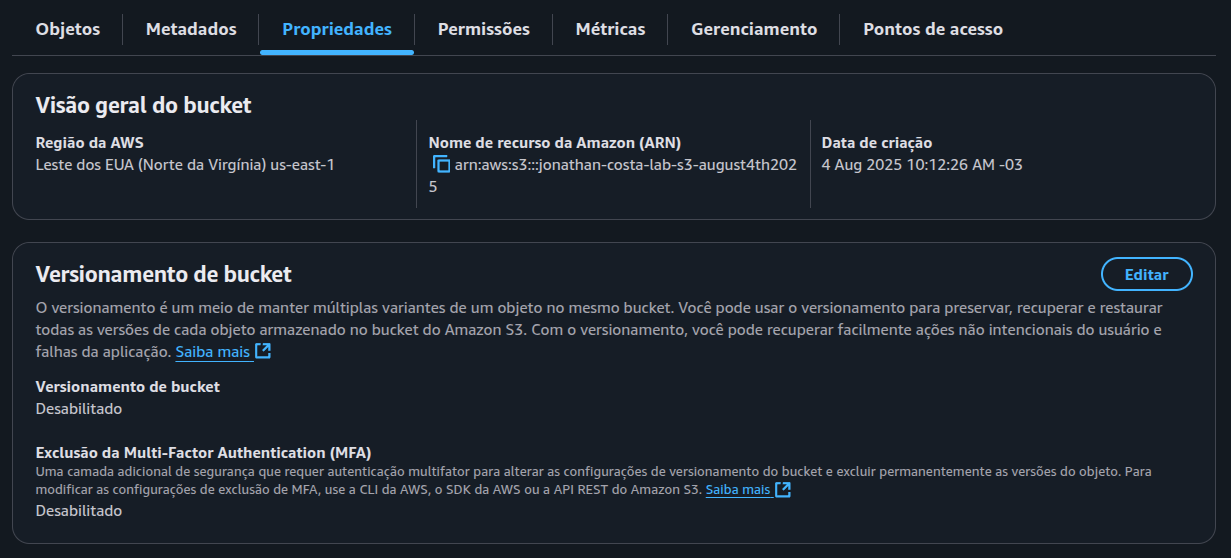 Objetos
Metadados
Propriedades
Permissões
Métricas
Gerenciamento
Pontos de acesso
Visão geral do bucket
Região da AWS
Leste dos EUA (Norte da Virgínia) us-east-1
Nome de recurso da Amazon (ARN)
arn:aws:s3:::jonathan-costa-lab-s3-august4th202
5
Data de criação
4 Aug 2025 10:12:26 AM -03
Versionamento de bucket
Editar
O versionamento é um meio de manter múltiplas variantes de um objeto no mesmo bucket. Você pode usar o versionamento para preservar, recuperar e restaurar
todas as versões de cada objeto armazenado no bucket do Amazon S3. Com o versionamento, você pode recuperar facilmente ações não intencionais do usuário e
falhas da aplicação. Saiba mais
Versionamento de bucket
Desabilitado
Exclusão da Multi-Factor Authentication (MFA)
Uma camada adicional de segurança que requer autenticação multifator para alterar as configurações de versionamento do bucket e excluir permanentemente as versões do objeto. Para
modificar as configurações de exclusão de MFA, use a CLI da AWS, o SDK da AWS ou a API REST do Amazon S3. Saiba mais
Desabilitado